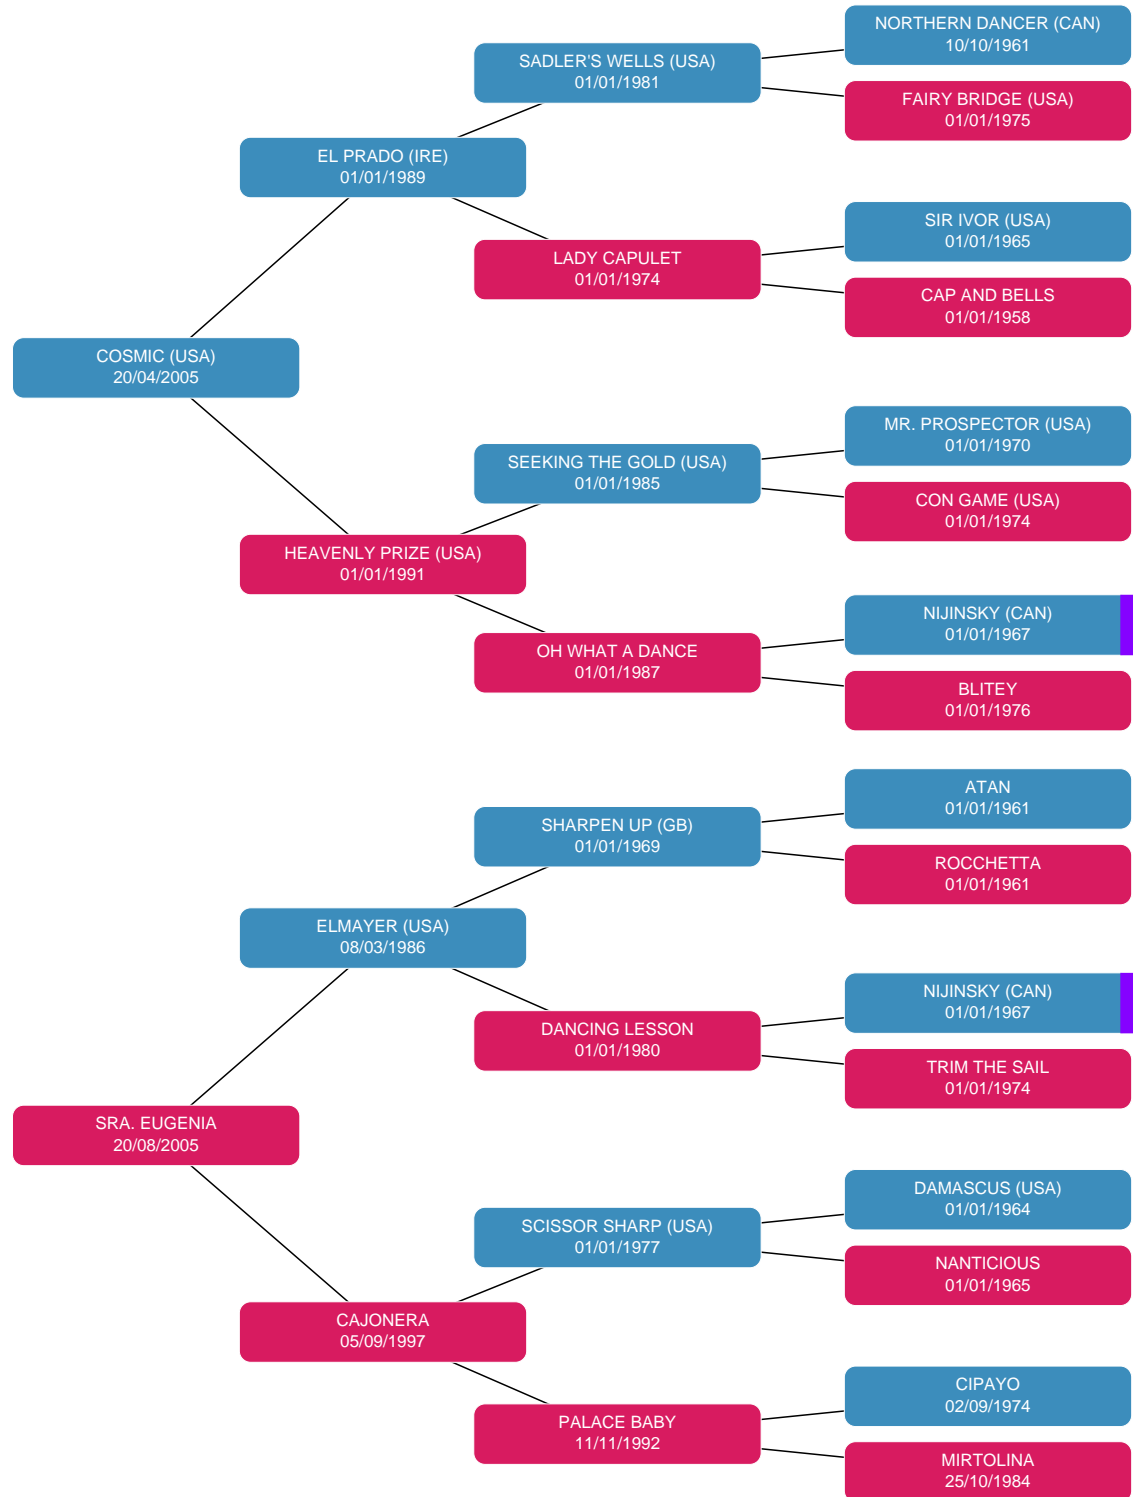 NORTHERN DANCER (CAN)
10/10/1961
SADLER'S WELLS (USA)
01/01/1981
FAIRY BRIDGE (USA)
01/01/1975
EL PRADO (IRE)
01/01/1989
SIR IVOR (USA)
01/01/1965
LADY CAPULET
01/01/1974
CAP AND BELLS
01/01/1958
COSMIC (USA)
20/04/2005
MR. PROSPECTOR (USA)
01/01/1970
SEEKING THE GOLD (USA)
01/01/1985
CON GAME (USA)
01/01/1974
HEAVENLY PRIZE (USA)
01/01/1991
NIJINSKY (CAN)
01/01/1967
OH WHAT A DANCE
01/01/1987
BLITEY
01/01/1976
ATAN
01/01/1961
SHARPEN UP (GB)
01/01/1969
ROCCHETTA
01/01/1961
ELMAYER (USA)
08/03/1986
NIJINSKY (CAN)
01/01/1967
DANCING LESSON
01/01/1980
TRIM THE SAIL
01/01/1974
SRA. EUGENIA
20/08/2005
DAMASCUS (USA)
01/01/1964
SCISSOR SHARP (USA)
01/01/1977
NANTICIOUS
01/01/1965
CAJONERA
05/09/1997
CIPAYO
02/09/1974
PALACE BABY
11/11/1992
MIRTOLINA
25/10/1984